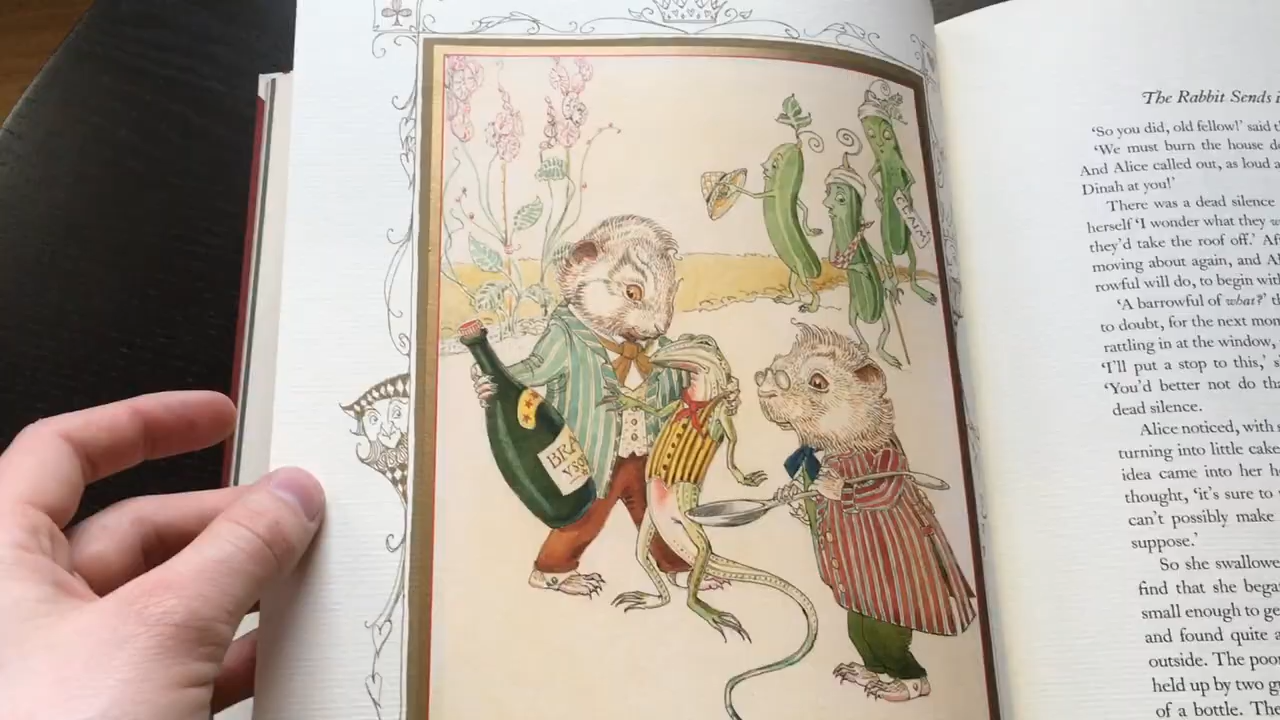 BRA
VSO
The Rabbit Sends i
'So you did, old fellow!' said t
'We must burn the house d
And Alice called out, as loud a
Dinah at you!'
There was a dead silence
herself 'I wonder what they w
they'd take the roof off.' Af
moving about again, and Al
rowful will do, to begin wit
'A barrowful of what?' th
to doubt, for the next mom
rattling in at the window,
'I'll put a stop to this,' s
'You'd better not do th
dead silence.
Alice noticed, with s
turning into little cake
idea came into her h
thought, 'it's sure to
can't possibly make
suppose.'
So she swallowe
find that she bega
small enough to ge
and found quite a
outside. The poor
held up by two gu
of a bottle. The